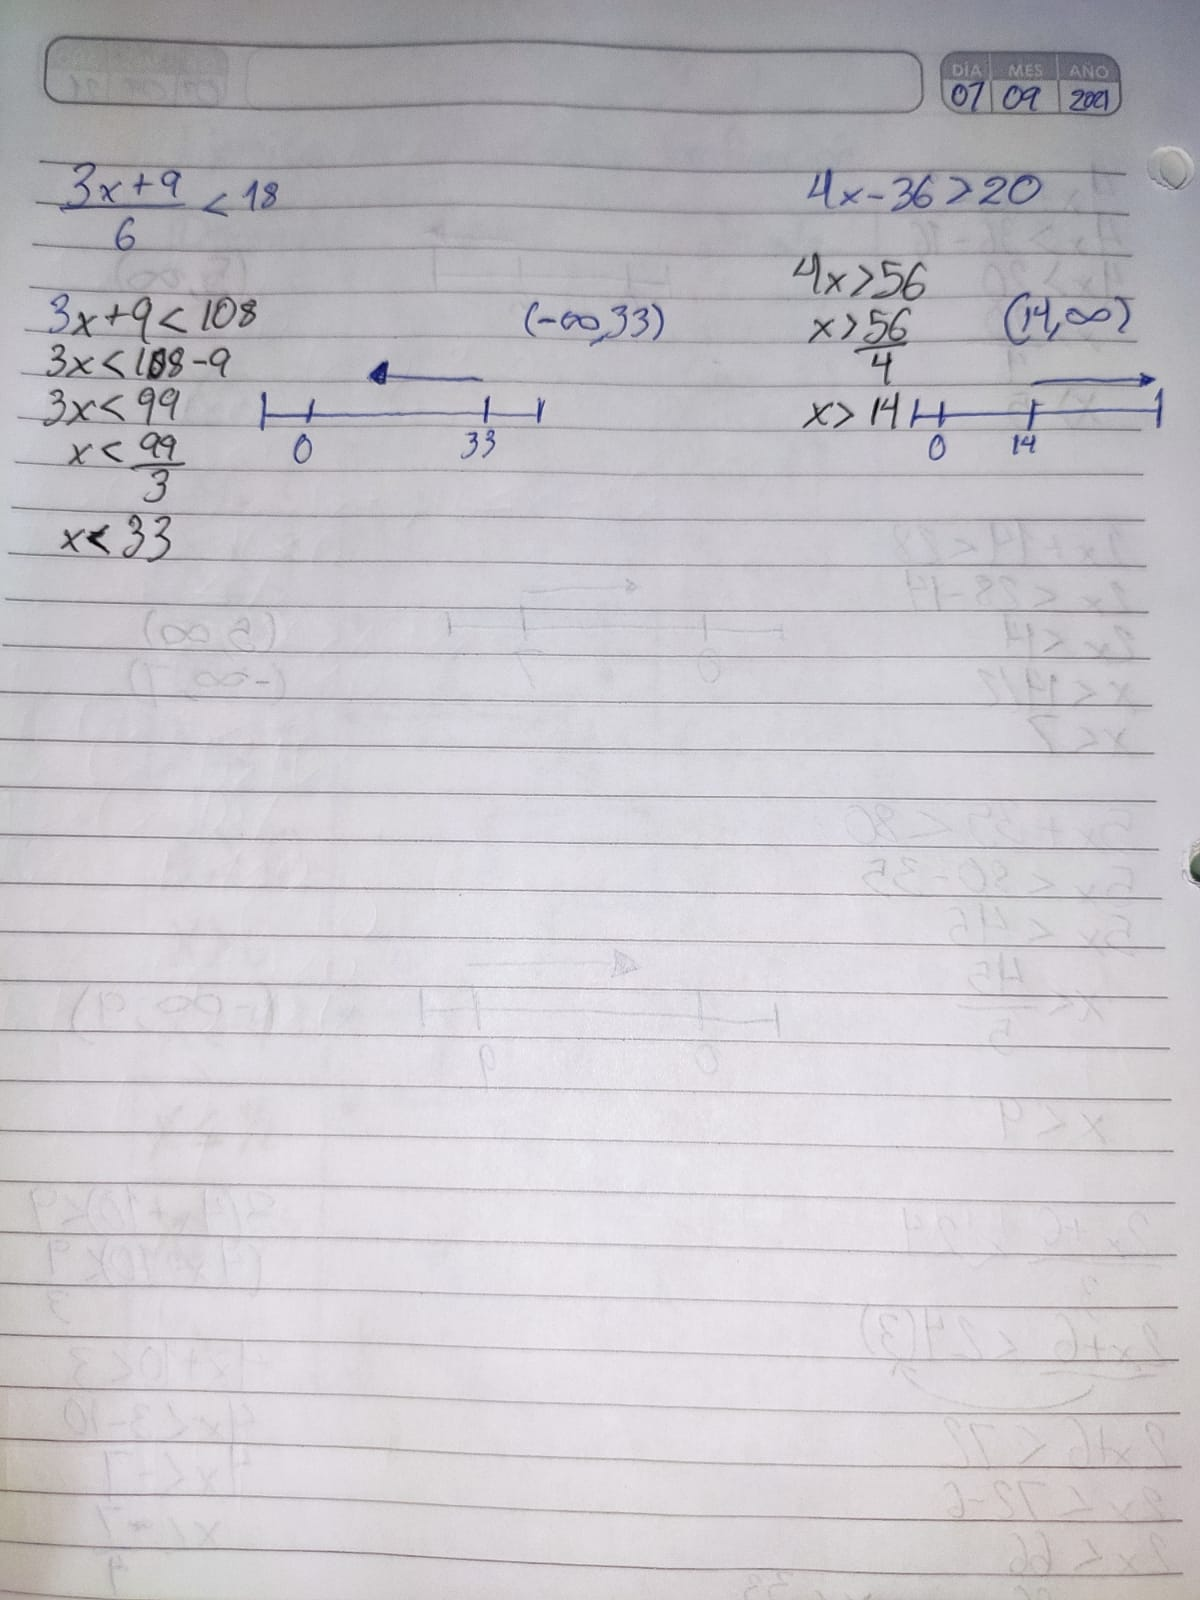 DÍA MES AÑO
07 09 2021
3x+9
6
< 18
3x+9 < 108
3x < 108-9
3x < 99
x < 99
3
x < 33
(-∞,33)
0 33
4x-36 > 20
4x > 56
x > 56
4
x > 14
(14,∞)
0 14